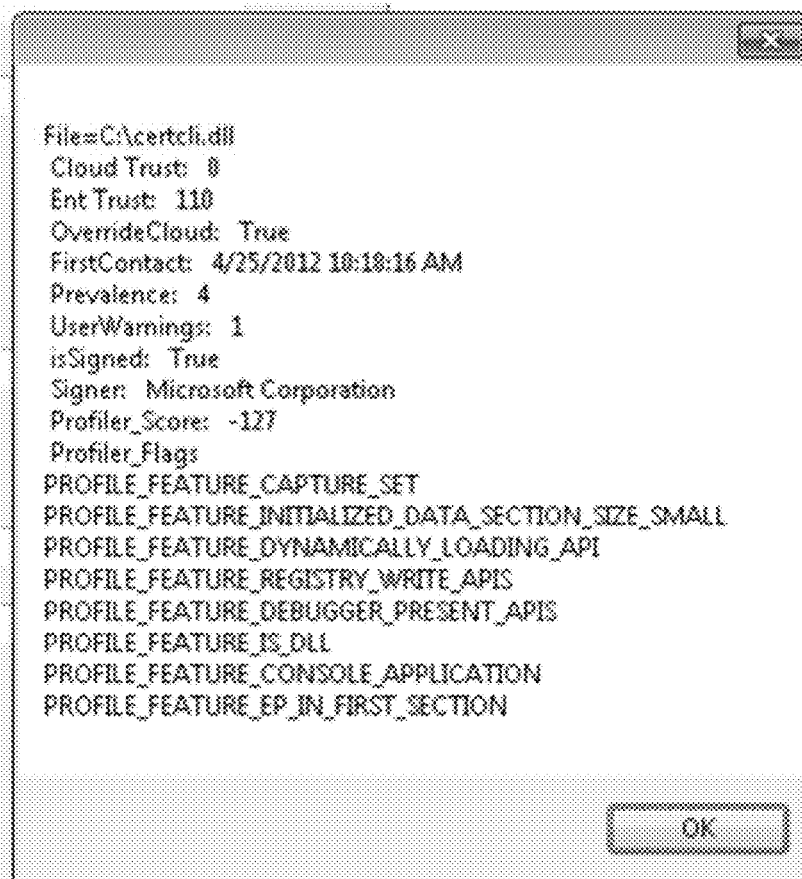 File=C:\certcli.dll
Cloud Trust: 0
Ent Trust: 110
OverrideCloud: True
FirstContact: 4/25/2012 10:18:16 AM
Prevalence: 4
UserWarnings: 1
isSigned: True
Signer: Microsoft Corporation
Profiler_Score: -127
Profiler_Flags
PROFILE_FEATURE_CAPTURE_SET
PROFILE_FEATURE_INITIALIZED_DATA_SECTION_SIZE_SMALL
PROFILE_FEATURE_DYNAMICALLY_LOADING_API
PROFILE_FEATURE_REGISTRY_WRITE_APIS
PROFILE_FEATURE_DEBUGGER_PRESENT_APIS
PROFILE_FEATURE_IS_DLL
PROFILE_FEATURE_CONSOLE_APPLICATION
PROFILE_FEATURE_EP_IN_FIRST_SECTION
OK